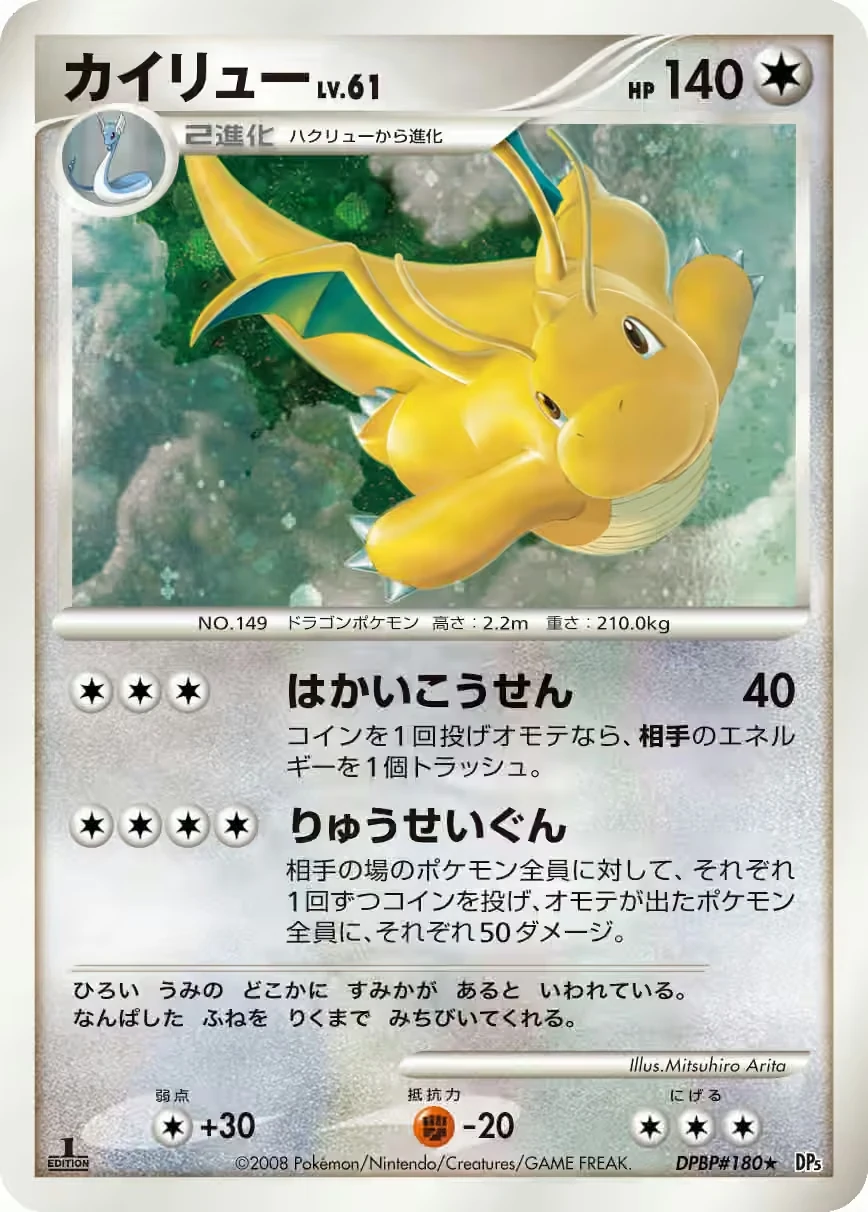 カイリュー LV.61 HP 140
2進化 ハクリューから進化
NO.149 ドラゴンポケモン 高さ：2.2m 重さ：210.0kg
はかいこうせん 40
コインを1回投げオモテなら、相手のエネル
ギーを1個トラッシュ。
りゅうせいぐん
相手の場のポケモン全員に対して、それぞれ
1回ずつコインを投げ、オモテが出たポケモン
全員に、それぞれ50ダメージ。
ひろい うみの どこかに すみかが あると いわれている。
なんぱした ふねを りくまで みちびいてくれる。
Illus.Mitsuhiro Arita
弱点 抵抗力 にげる
+30 -20
1 EDITION ©2008 Pokémon/Nintendo/Creatures/GAME FREAK. DPBP#180★ DP5